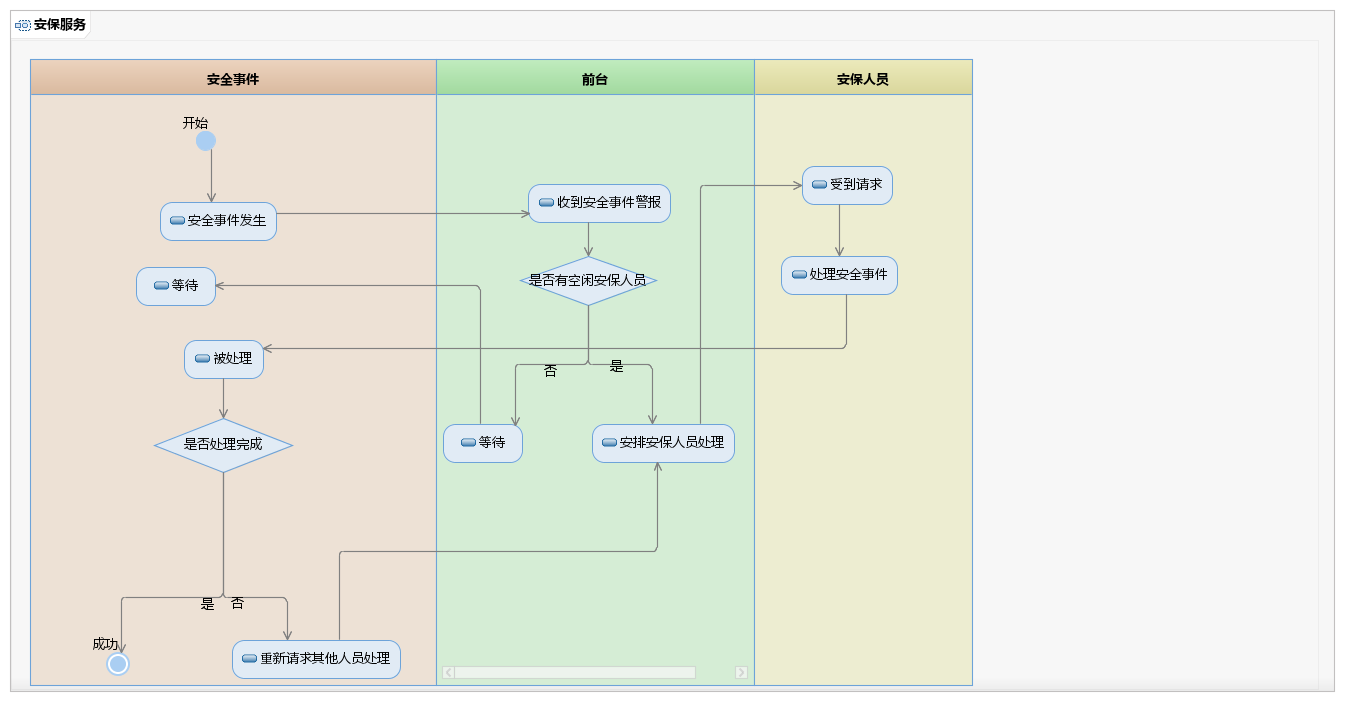 安保服务
安全事件
前台
安保人员
开始
安全事件发生
收到安全事件警报
受到请求
等待
是否有空闲安保人员
处理安全事件
被处理
否
是
是否处理完成
等待
安排安保人员处理
是
否
成功
重新请求其他人员处理